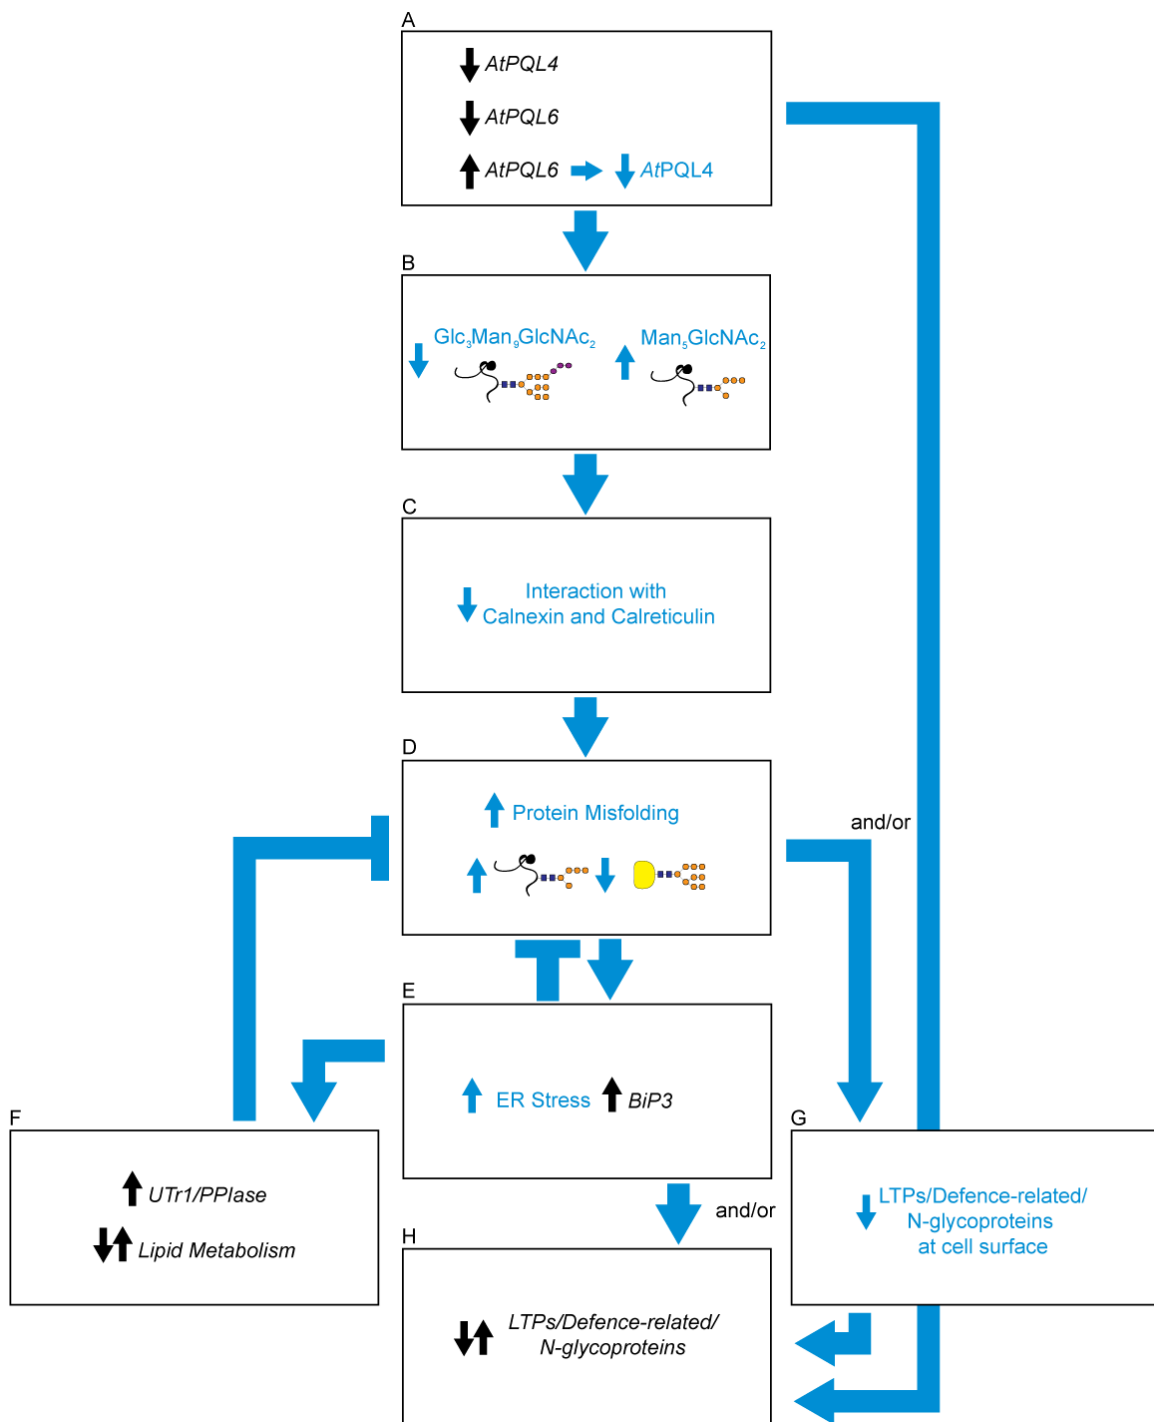 A
AtPQL4
AtPQL6
AtPQL6 AtPQL4
B
Glc₃Man₉GlcNAc₂ Man₅GlcNAc₂
C
Interaction with
Calnexin and Calreticulin
D
Protein Misfolding
and/or
E
ER Stress BiP3
F
UTr1/PPIase
Lipid Metabolism
G
LTPs/Defence-related/
N-glycoproteins
at cell surface
and/or
H
LTPs/Defence-related/
N-glycoproteins